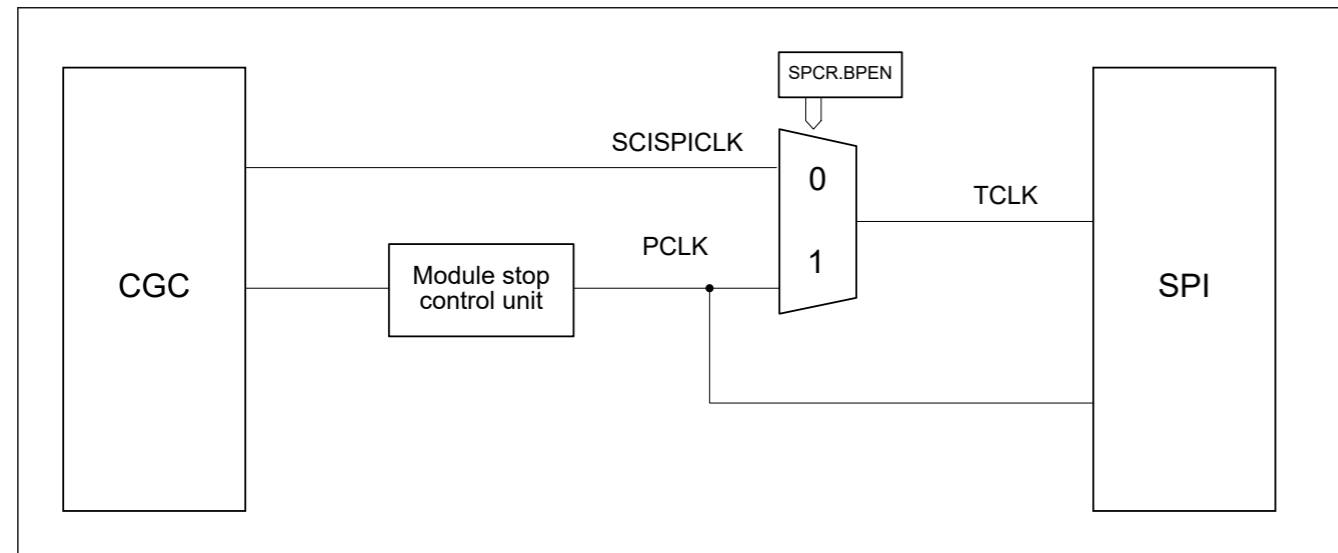 SPCR.BPEN
SCISPICLK
0
TCLK
CGC
Module stop
control unit
PCLK
1
SPI